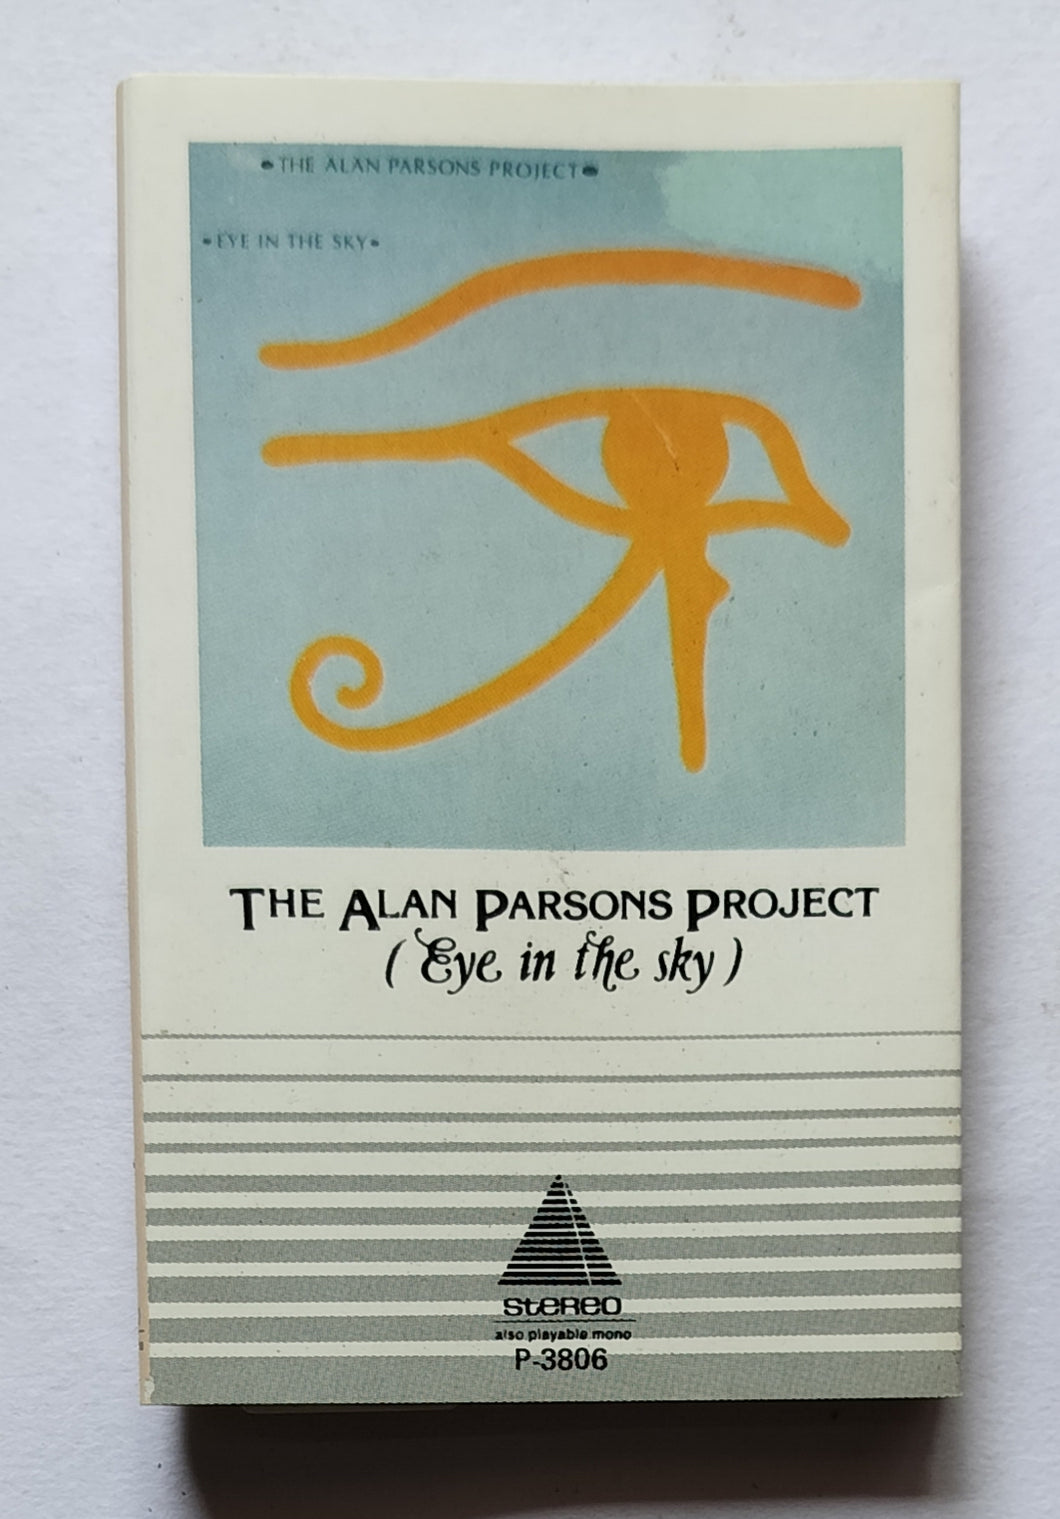 •THE ALAN PARSONS PROJECT•
•EYE IN THE SKY•
THE ALAN PARSONS PROJECT
(Eye in the sky)
STEREO
also playable mono
P-3806